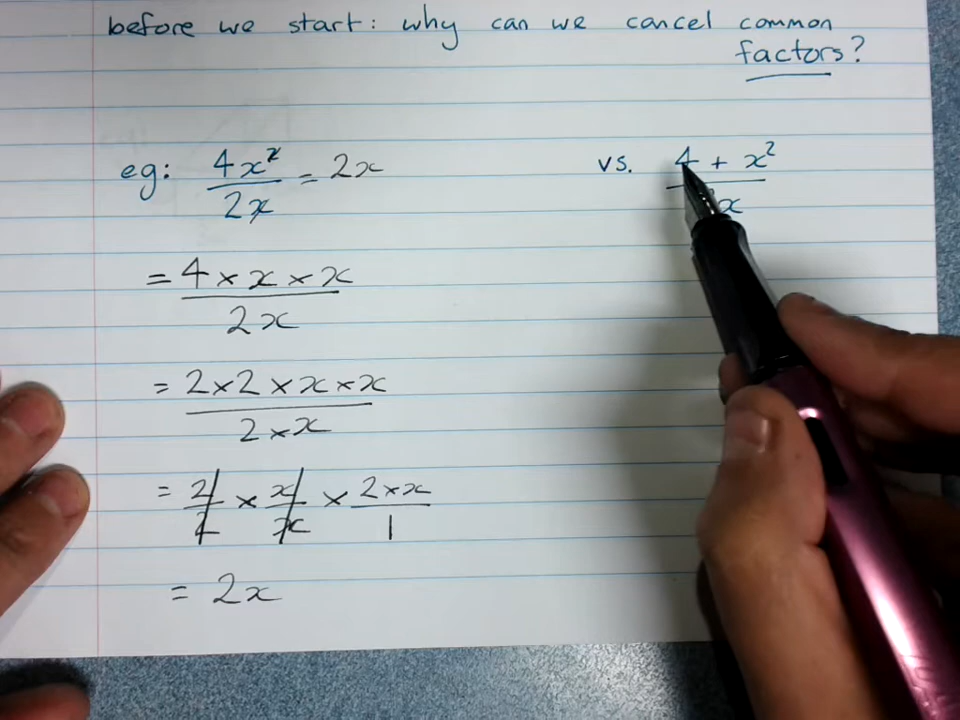 before we start: why can we cancel common
factors?
eg: 4x²/2x = 2x
vs. 4 + x²/x
= 4 × x × x/2x
= 2 × 2 × x × x/2 × x
= 2/2 × x/x × 2 × x/1
= 2x